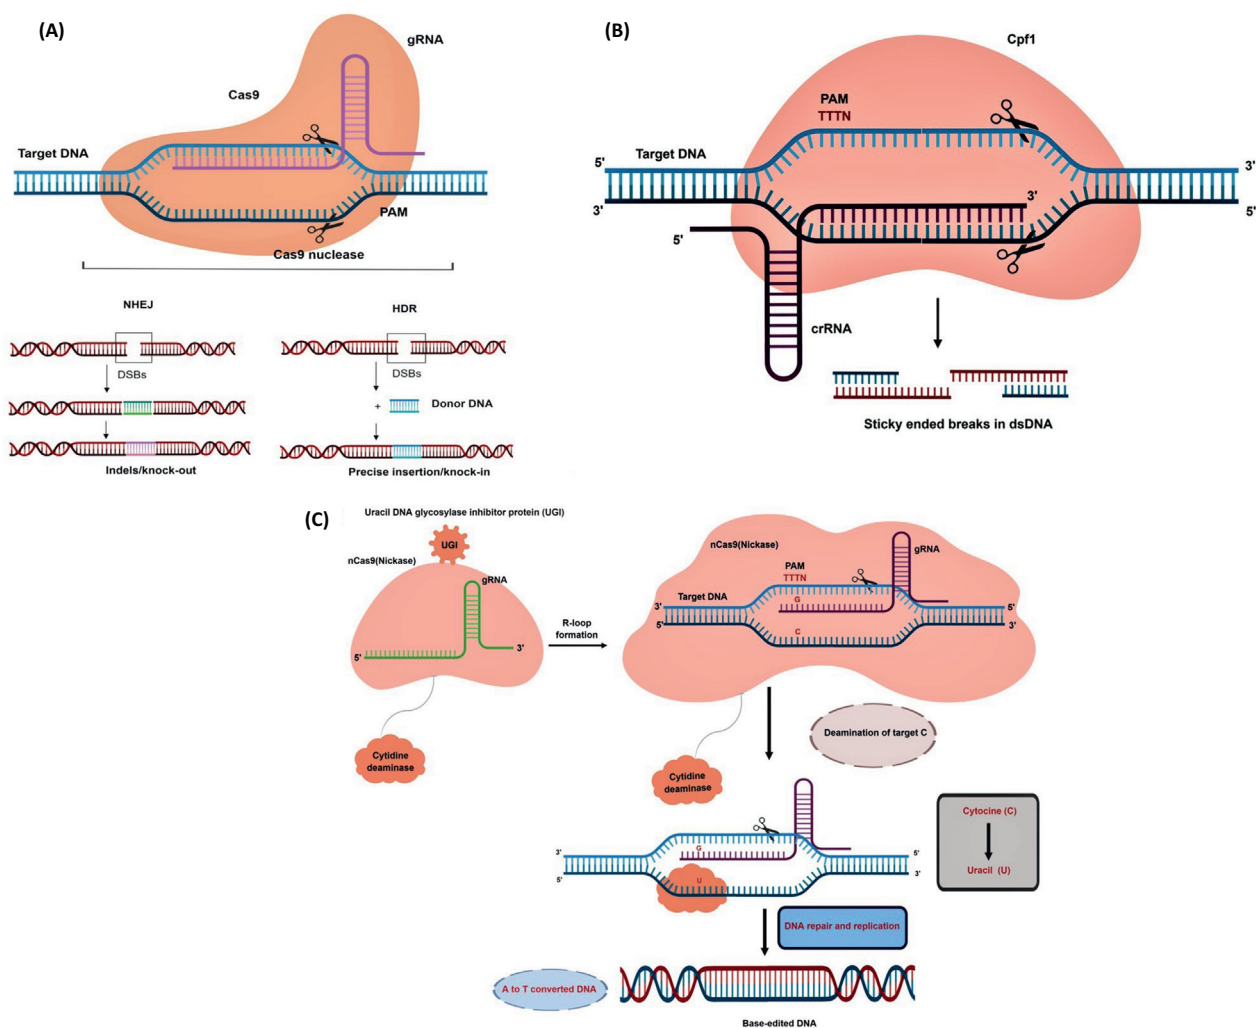 (A)
gRNA
Cas9
Target DNA
PAM
Cas9 nuclease
NHEJ
HDR
DSBs
DSBs
+
Donor DNA
Indels/knock-out
Precise insertion/knock-in
(B)
Cpf1
PAM
TTTN
5'
Target DNA
3'
3'
3'
5'
5'
crRNA
Sticky ended breaks in dsDNA
(C)
Uracil DNA glycosylase inhibitor protein (UGI)
UGI
nCas9(Nickase)
gRNA
5'
3'
Cytidine
deaminase
R-loop
formation
nCas9(Nickase)
gRNA
PAM
TTTN
Target DNA
G
3'
5'
5'
3'
C
Cytidine
deaminase
Deamination of target C
Cytocine (C)
Uracil (U)
G
3'
5'
5'
3'
U
DNA repair and replication
A to T converted DNA
Base-edited DNA